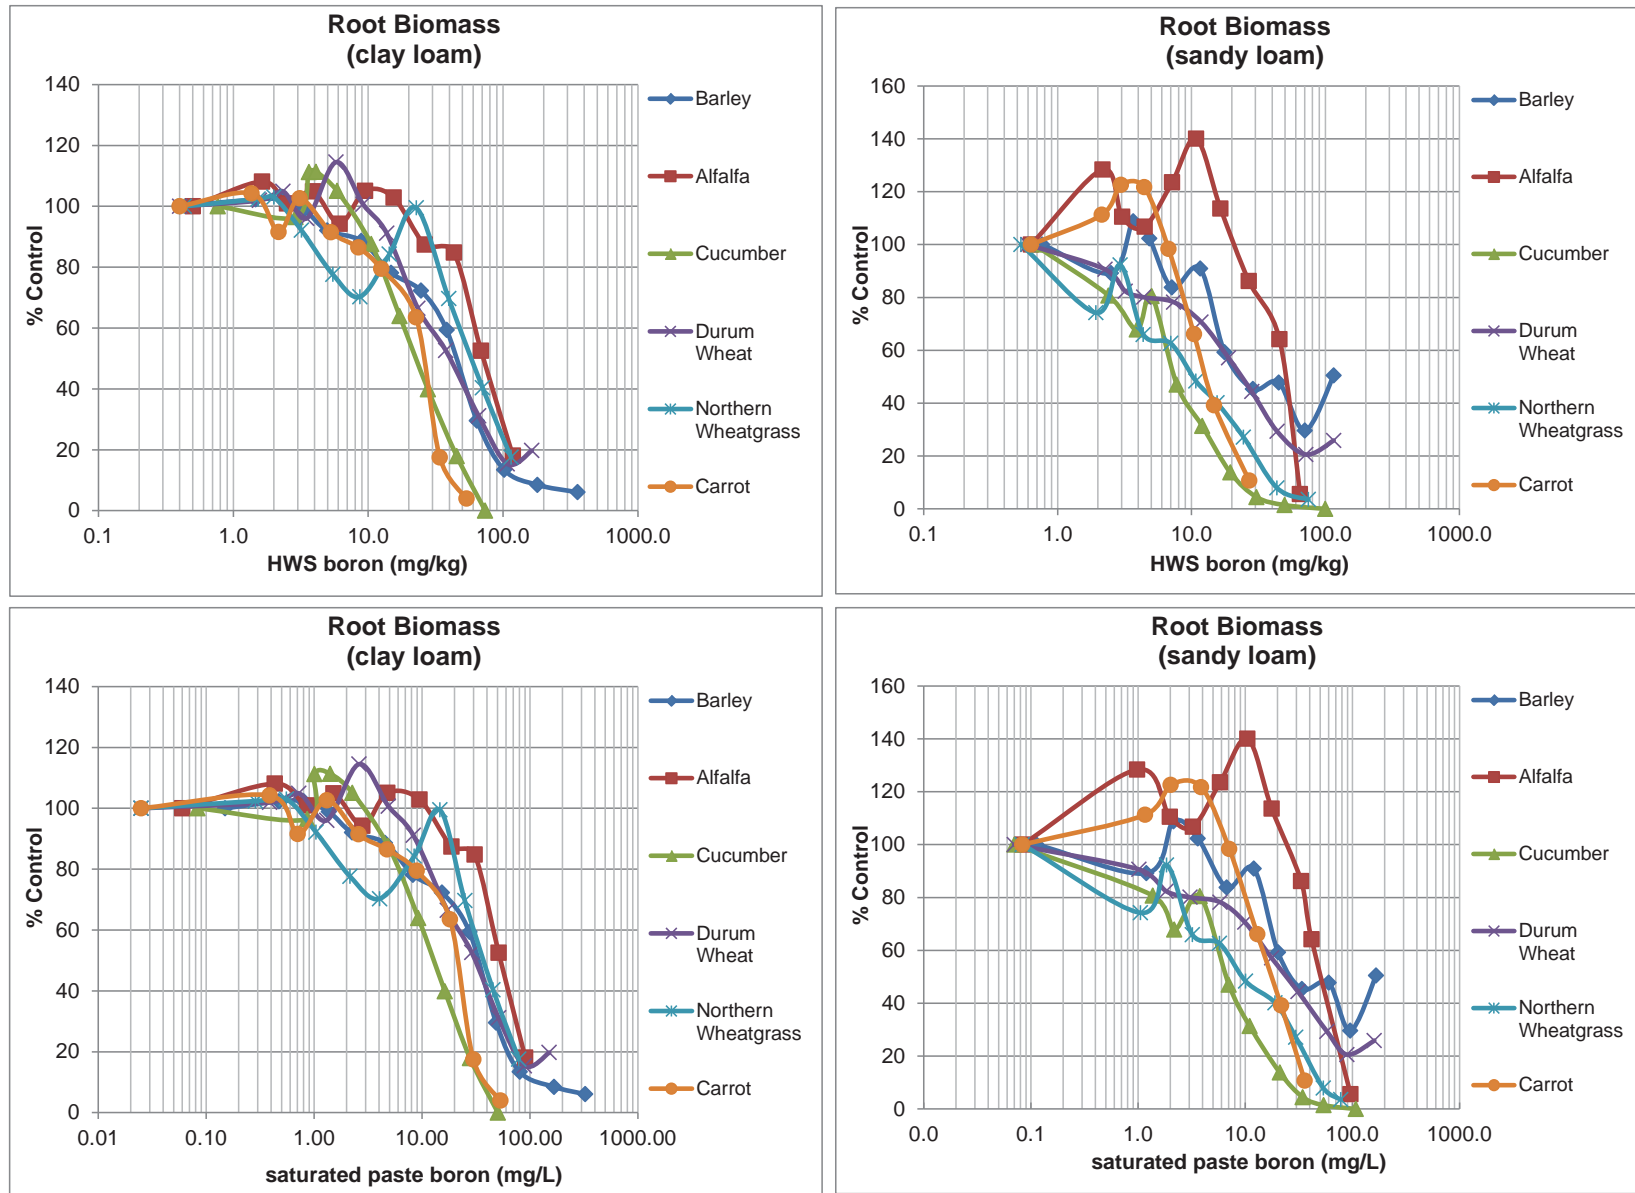 Root Biomass
(clay loam)
140
120
100
80
60
40
20
0
% Control
0.1
1.0
10.0
100.0
1000.0
HWS boron (mg/kg)
Barley
Alfalfa
Cucumber
Durum
Wheat
Northern
Wheatgrass
Carrot
Root Biomass
(sandy loam)
160
140
120
100
80
60
40
20
0
% Control
0.1
1.0
10.0
100.0
1000.0
HWS boron (mg/kg)
Barley
Alfalfa
Cucumber
Durum
Wheat
Northern
Wheatgrass
Carrot
Root Biomass
(clay loam)
140
120
100
80
60
40
20
0
% Control
0.01
0.10
1.00
10.00
100.00
1000.00
saturated paste boron (mg/L)
Barley
Alfalfa
Cucumber
Durum
Wheat
Northern
Wheatgrass
Carrot
Root Biomass
(sandy loam)
160
140
120
100
80
60
40
20
0
% Control
0.0
0.1
1.0
10.0
100.0
1000.0
saturated paste boron (mg/L)
Barley
Alfalfa
Cucumber
Durum
Wheat
Northern
Wheatgrass
Carrot